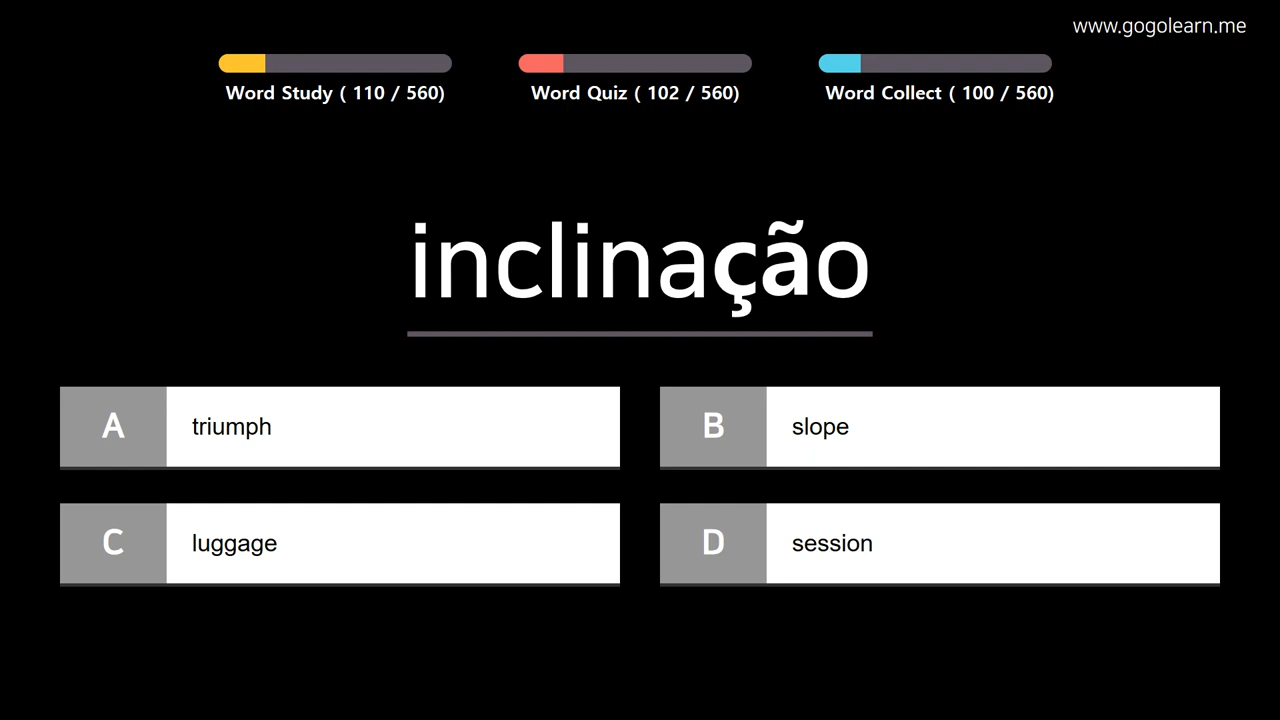 www.gogolearn.me
Word Study ( 110 / 560) Word Quiz ( 102 / 560) Word Collect ( 100 / 560)
inclinação
A triumph
B slope
C luggage
D session